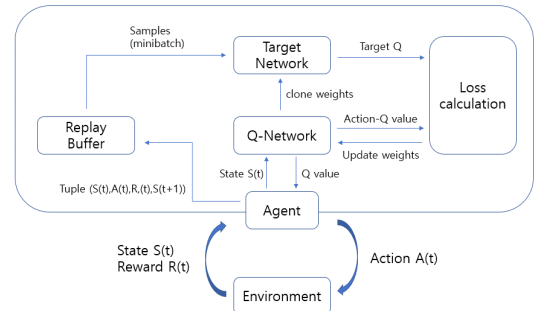 Samples
(minibatch)
Target
Network
Target Q
Loss
calculation
clone weights
Replay
Buffer
Q-Network
Action-Q value
Update weights
State S(t)
Q value
Tuple (S(t),A(t),R,(t),S(t+1))
Agent
State S(t)
Reward R(t)
Action A(t)
Environment